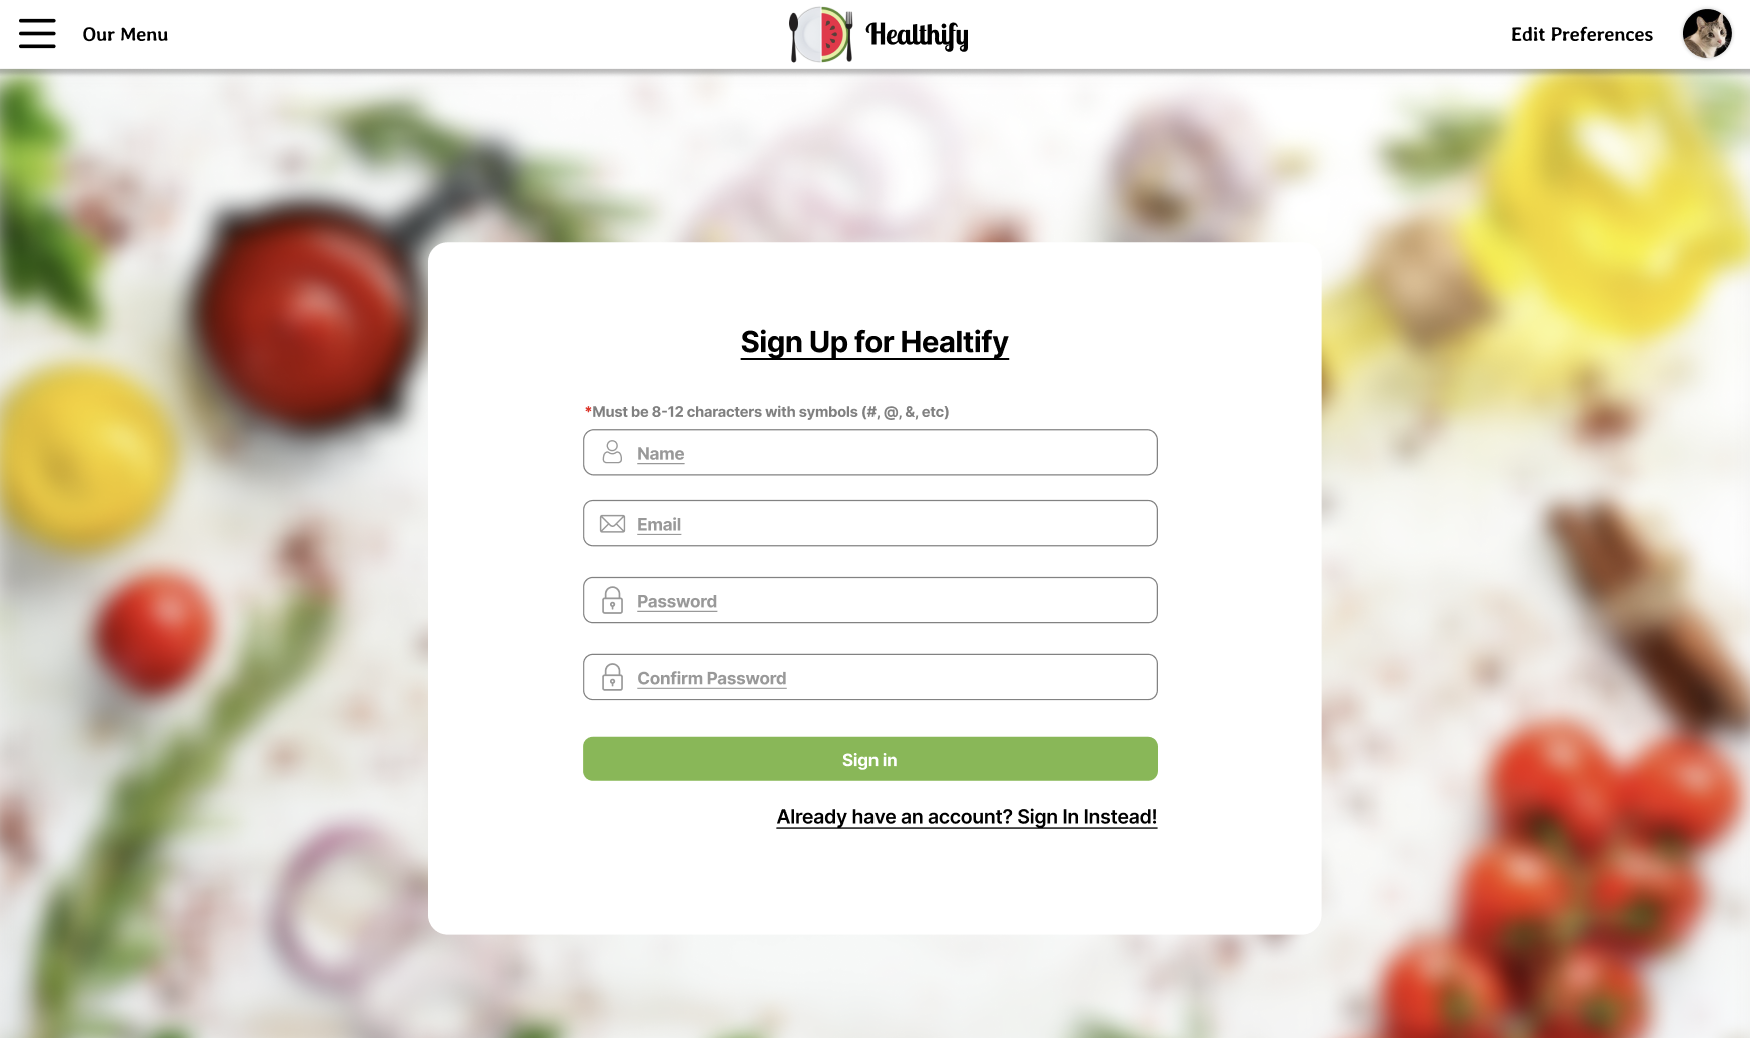 Our Menu
Healthify
Edit Preferences
Sign Up for Healtify
*Must be 8-12 characters with symbols (#, @, &, etc)
Name
Email
Password
Confirm Password
Sign in
Already have an account? Sign In Instead!